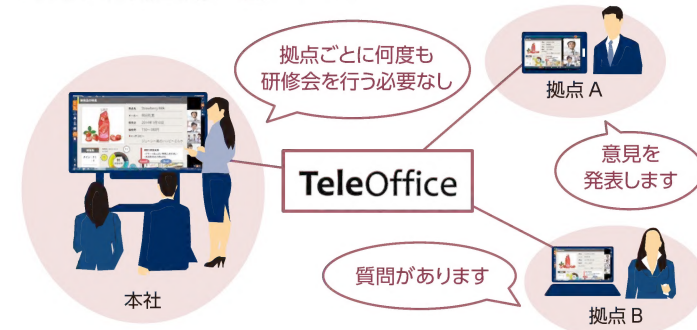 拠点ごとに何度も
研修会を行う必要なし
拠点 A
意見を
発表します
TeleOffice
質問があります
本社
拠点 B